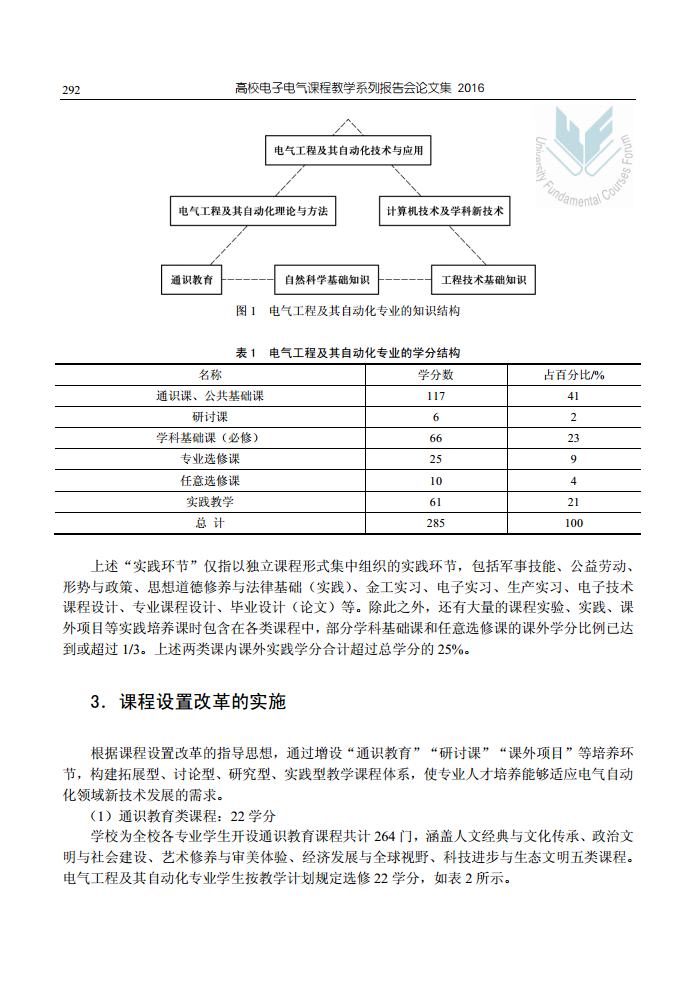 292
高校电子电气课程教学系列报告会论文集 2016
University Fundamental Courses Forum
电气工程及其自动化技术与应用
电气工程及其自动化理论与方法 计算机技术及学科新技术
通识教育 自然科学基础知识 工程技术基础知识
图 1 电气工程及其自动化专业的知识结构
表 1 电气工程及其自动化专业的学分结构
名称 学分数 占百分比/%
通识课、公共基础课 117 41
研讨课 6 2
学科基础课（必修） 66 23
专业选修课 25 9
任意选修课 10 4
实践教学 61 21
总 计 285 100
上述“实践环节”仅指以独立课程形式集中组织的实践环节，包括军事技能、公益劳动、
形势与政策、思想道德修养与法律基础（实践）、金工实习、电子实习、生产实习、电子技术
课程设计、专业课程设计、毕业设计（论文）等。除此之外，还有大量的课程实验、实践、课
外项目等实践培养课时包含在各类课程中，部分学科基础课和任意选修课的课外学分比例已达
到或超过 1/3。上述两类课内课外实践学分合计超过总学分的 25%。
3．课程设置改革的实施
根据课程设置改革的指导思想，通过增设“通识教育”“研讨课”“课外项目”等培养环
节，构建拓展型、讨论型、研究型、实践型教学课程体系，使专业人才培养能够适应电气自动
化领域新技术发展的需求。
（1）通识教育类课程：22 学分
学校为全校各专业学生开设通识教育课程共计 264 门，涵盖人文经典与文化传承、政治文
明与社会建设、艺术修养与审美体验、经济发展与全球视野、科技进步与生态文明五类课程。
电气工程及其自动化专业学生按教学计划规定选修 22 学分，如表 2 所示。